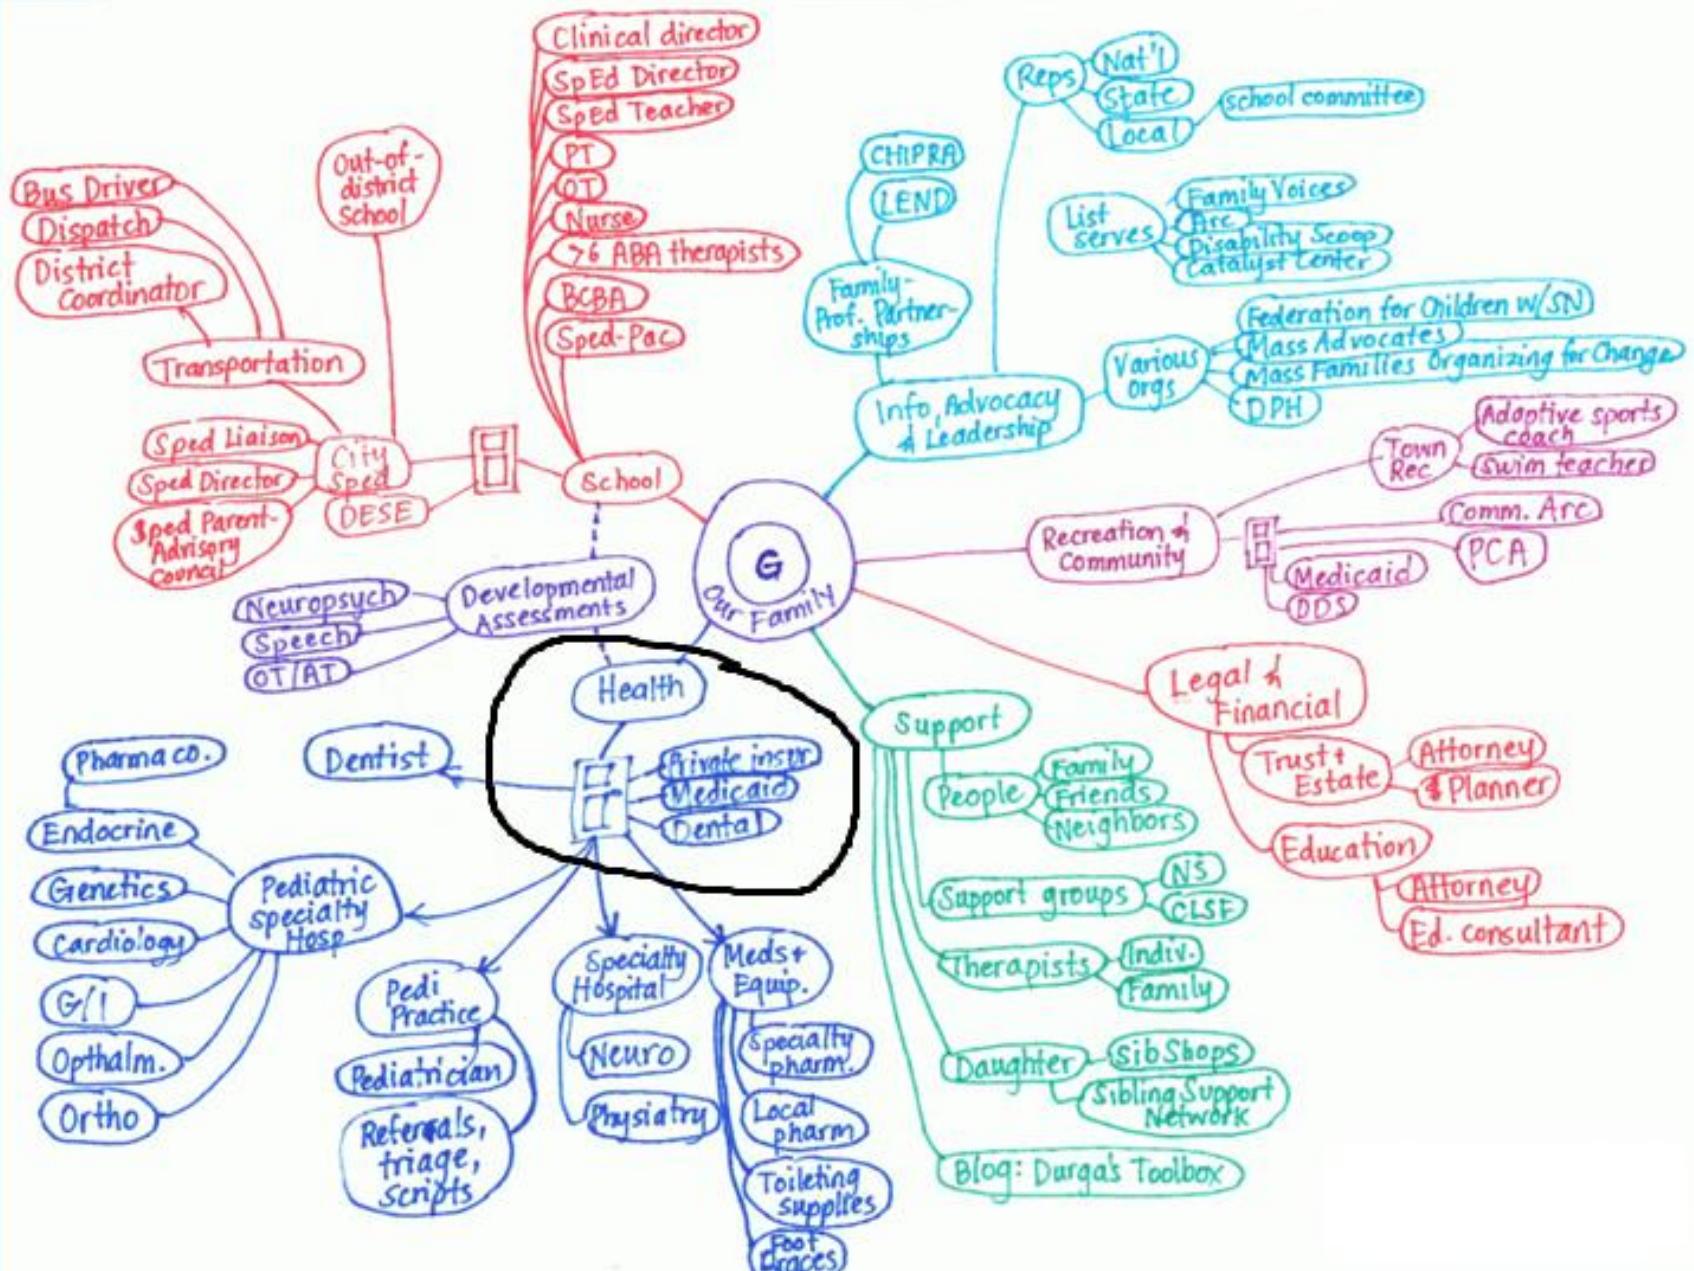 Clinical director
SpEd Director
SpEd Teacher
PT
OT
Nurse
>6 ABA therapists
BCBA
Sped-Pac
School
Out-of-
district
School
Bus Driver
Dispatch
District
Coordinator
Transportation
City
Sped
Sped Liaison
Sped Director
Sped Parent-
Advisory
Council
DESE
Developmental
Assessments
Neuropsych
Speech
OT/AT
G
Our Family
Reps
Nat'l
State
Local
school committee
CHIPRA
LEND
Family-
Prof. Partner-
ships
List
serves
Family Voices
Arc
Disability Scoop
Catalyst Center
Info, Advocacy
& Leadership
Various
orgs
Federation for Children w/SN
Mass Advocates
Mass Families Organizing for Change
DPH
Recreation &
Community
Town
Rec
Adaptive sports
coach
swim teacher
Comm. Arc
PCA
Medicaid
DDS
Legal &
Financial
Trust +
Estate
Attorney
$ Planner
Education
Attorney
Ed. consultant
Support
People
Family
Friends
Neighbors
Support groups
NS
CLSF
Therapists
Indiv.
Family
Daughter
SibShops
Sibling Support
Network
Blog: Durga's Toolbox
Health
Private insur
Medicaid
Dental
Dentist
Pharma co.
Endocrine
Genetics
Cardiology
G/I
Opthalm.
Ortho
Pediatric
specialty
Hosp
Pedi
Practice
Pediatrician
Referrals,
triage,
scripts
Specialty
Hospital
Neuro
Physiatry
Meds +
Equip.
Specialty
pharm.
Local
pharm
Toileting
supplies
Foot
Braces